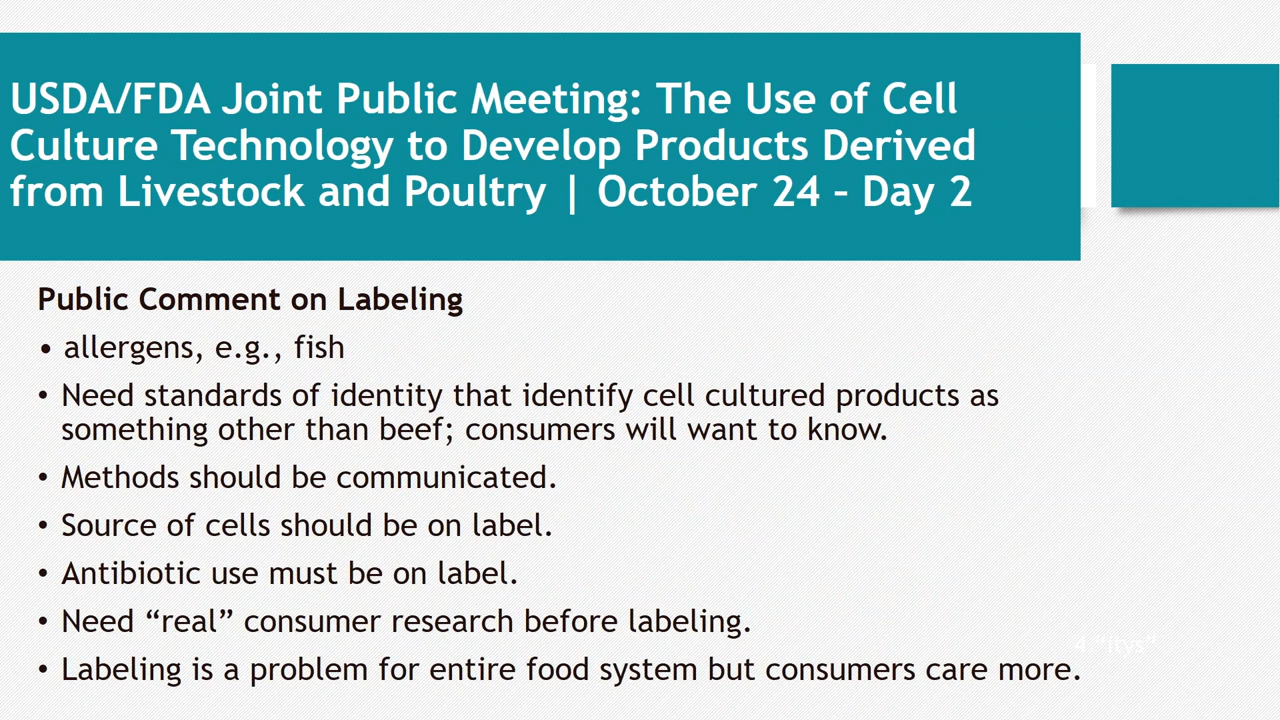 USDA/FDA Joint Public Meeting: The Use of Cell
Culture Technology to Develop Products Derived
from Livestock and Poultry | October 24 – Day 2
Public Comment on Labeling
• allergens, e.g., fish
• Need standards of identity that identify cell cultured products as
something other than beef; consumers will want to know.
• Methods should be communicated.
• Source of cells should be on label.
• Antibiotic use must be on label.
• Need “real” consumer research before labeling.
4.“itys”
• Labeling is a problem for entire food system but consumers care more.